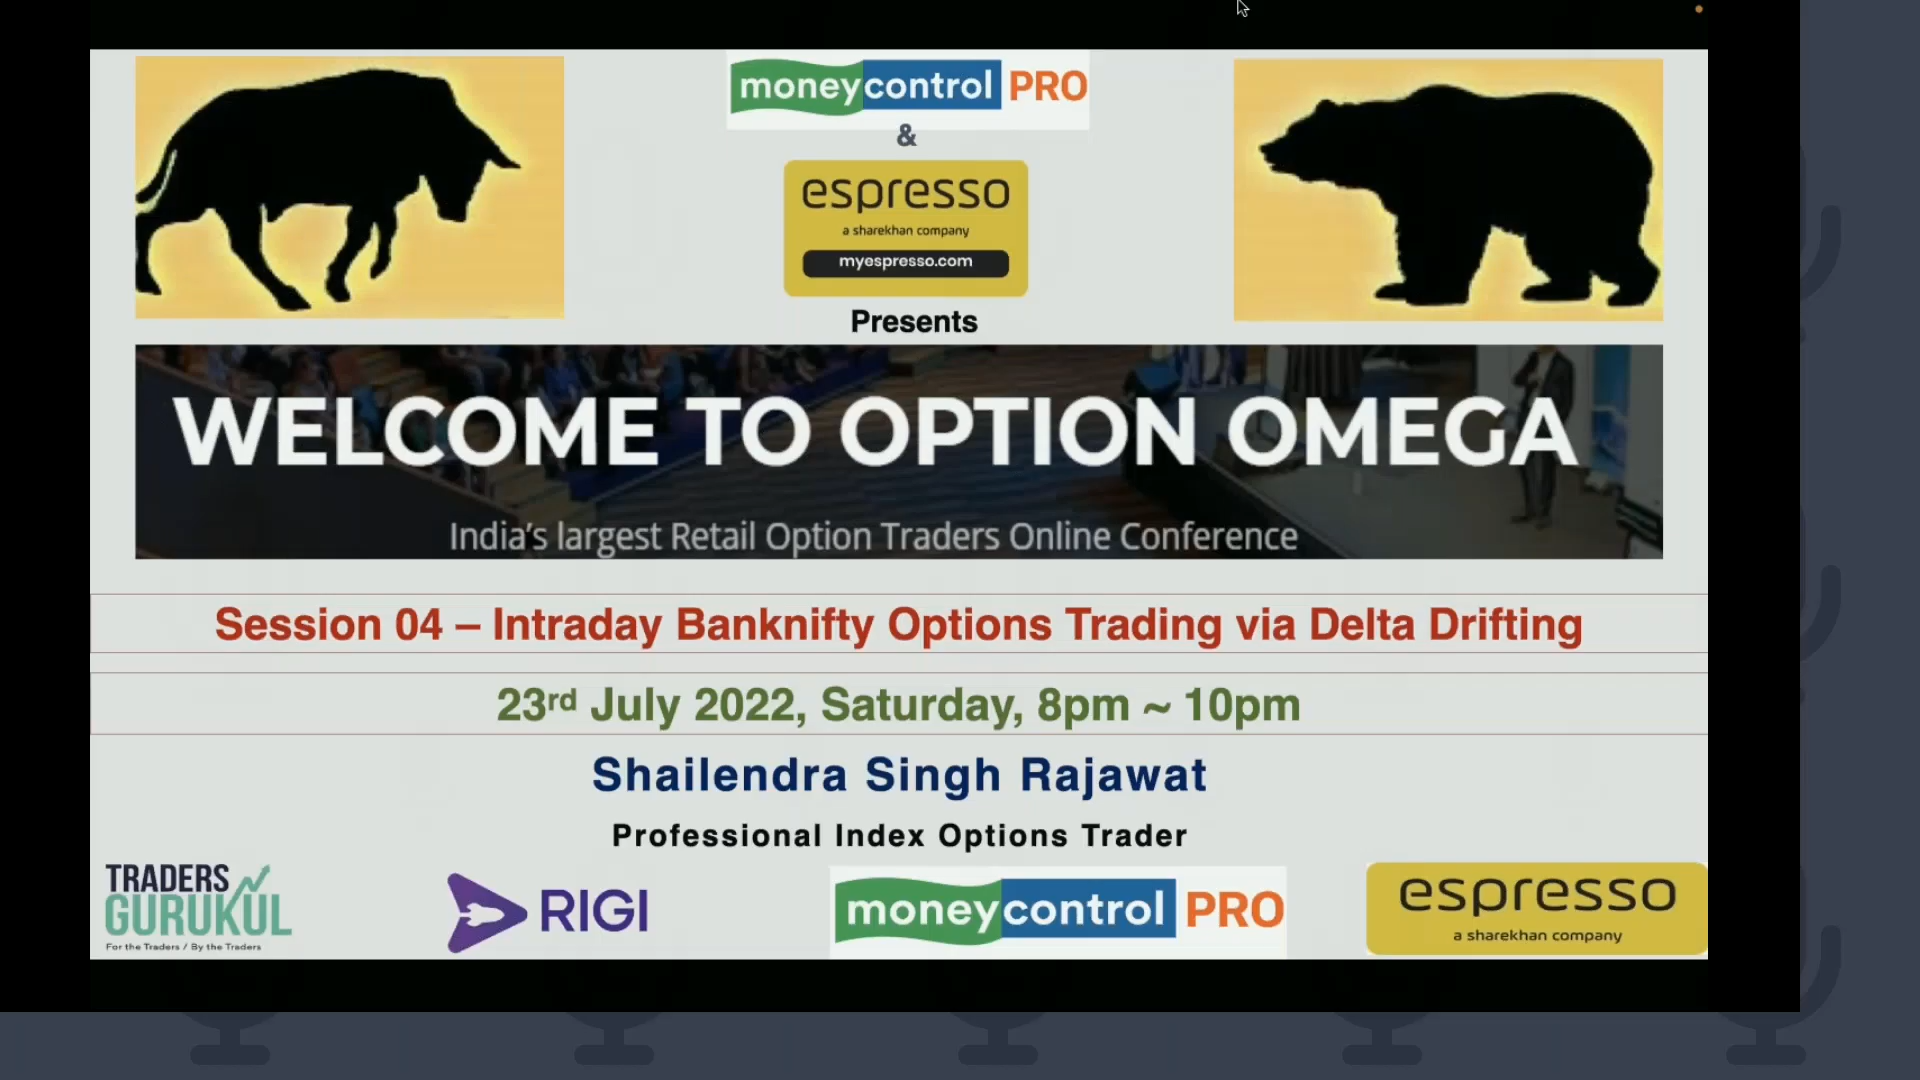 moneycontrol PRO
&
espresso
a sharekhan company
myespresso.com
Presents
WELCOME TO OPTION OMEGA
India's largest Retail Option Traders Online Conference
Session 04 – Intraday Banknifty Options Trading via Delta Drifting
23rd July 2022, Saturday, 8pm ~ 10pm
Shailendra Singh Rajawat
Professional Index Options Trader
TRADERS
GURUKUL
For the Traders / By the Traders
RIGI
moneycontrol PRO
espresso
a sharekhan company